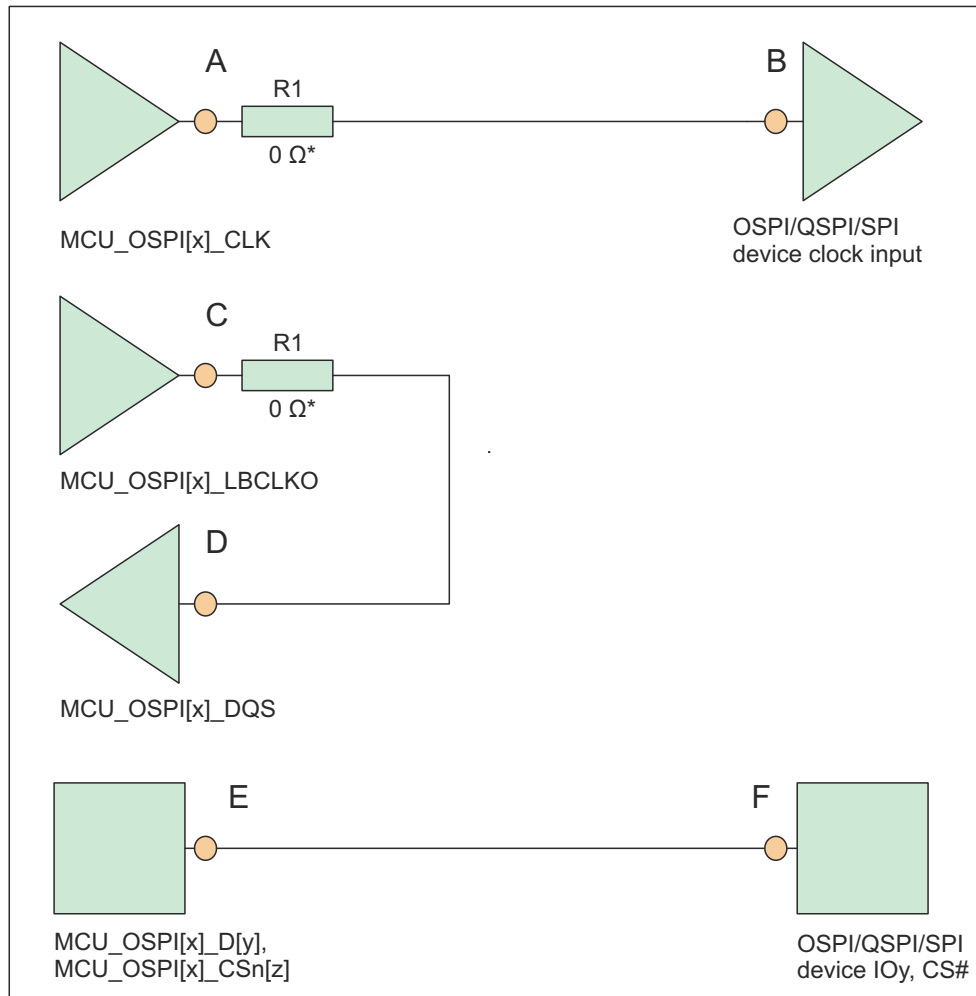 A
B
R1
0 Ω*
MCU_OSPI[x]_CLK
OSPI/QSPI/SPI
device clock input
C
R1
0 Ω*
MCU_OSPI[x]_LBCLKO
D
MCU_OSPI[x]_DQS
E
F
MCU_OSPI[x]_D[y],
MCU_OSPI[x]_CSn[z]
OSPI/QSPI/SPI
device IOy, CS#